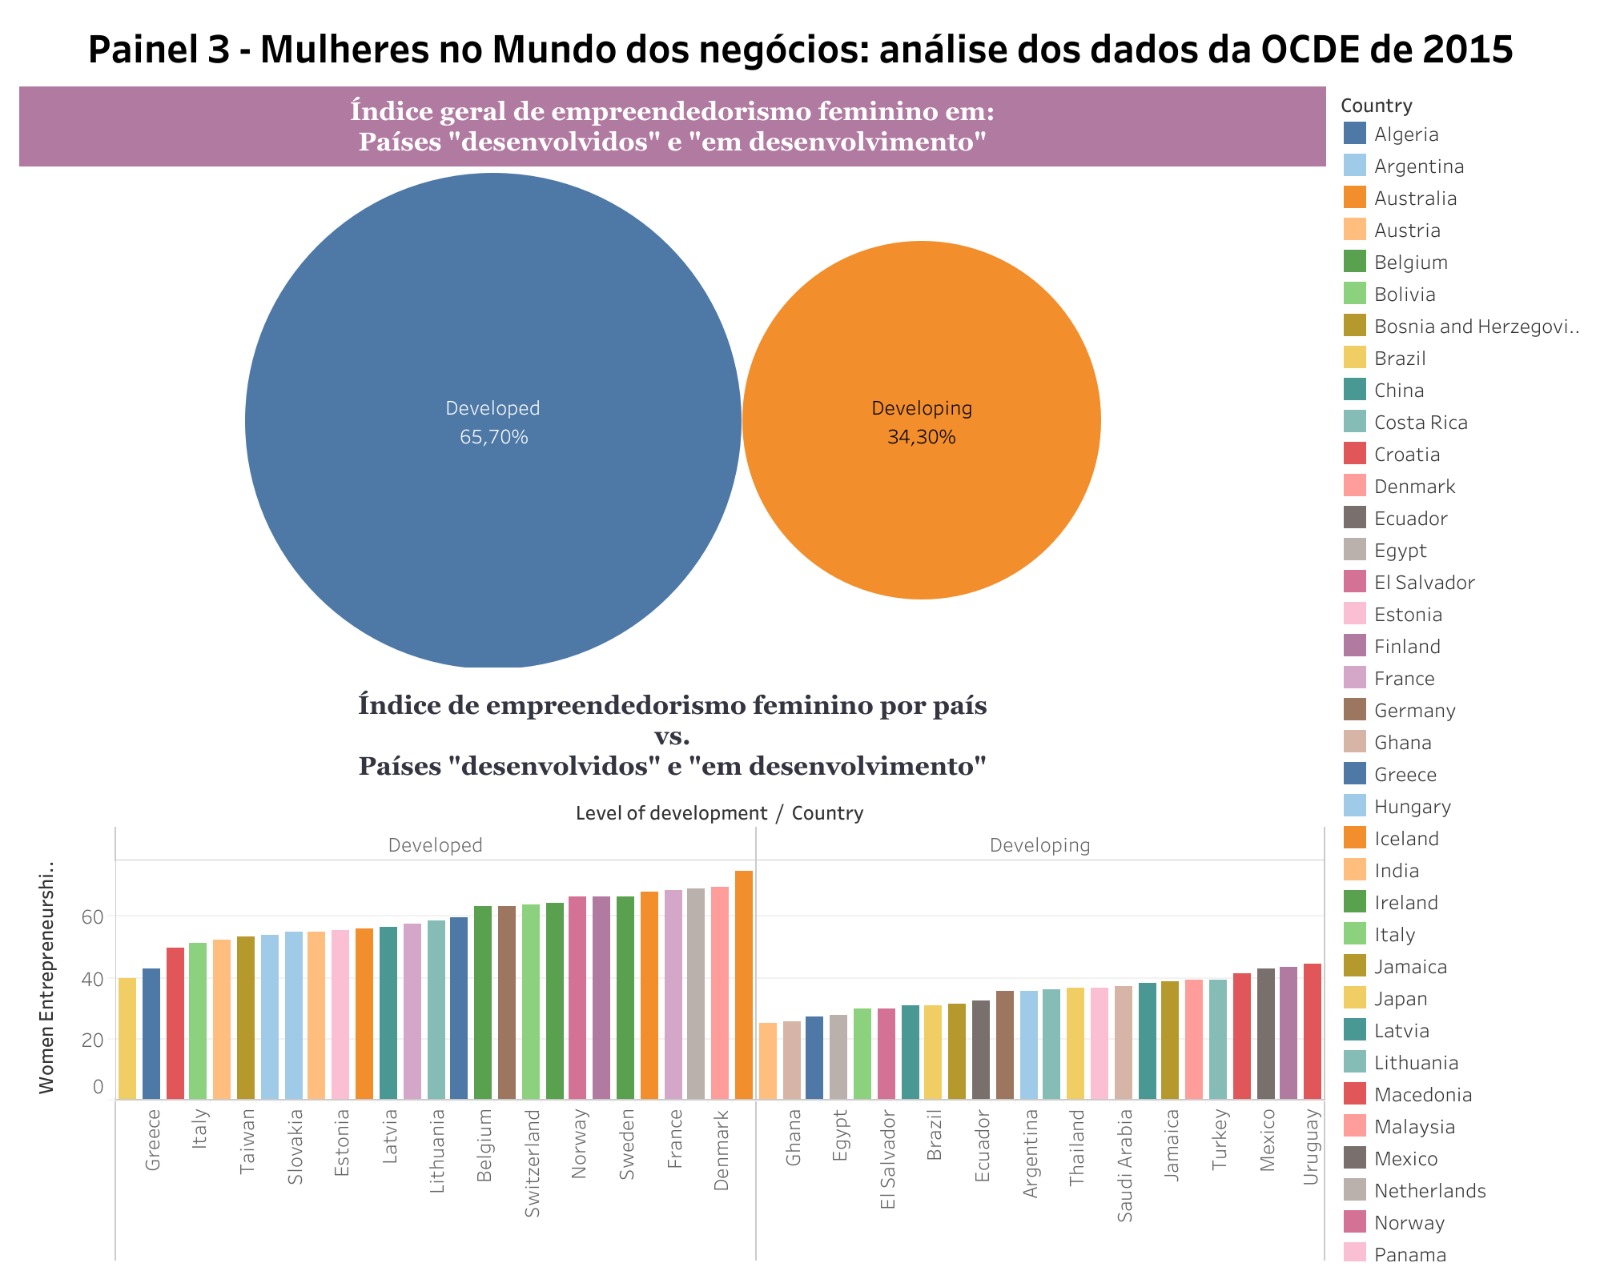 Painel 3 - Mulheres no Mundo dos negócios: análise dos dados da OCDE de 2015
Índice geral de empreendedorismo feminino em:
Países "desenvolvidos" e "em desenvolvimento"
Developed
65,70%
Developing
34,30%
Índice de empreendedorismo feminino por país
vs.
Países "desenvolvidos" e "em desenvolvimento"
Level of development / Country
Developed
Developing
Women Entrepreneurshi..
60
40
20
0
Greece
Italy
Taiwan
Slovakia
Estonia
Latvia
Lithuania
Belgium
Switzerland
Norway
Sweden
France
Denmark
Ghana
Egypt
El Salvador
Brazil
Ecuador
Argentina
Thailand
Saudi Arabia
Jamaica
Turkey
Mexico
Uruguay
Country
Algeria
Argentina
Australia
Austria
Belgium
Bolivia
Bosnia and Herzegovi..
Brazil
China
Costa Rica
Croatia
Denmark
Ecuador
Egypt
El Salvador
Estonia
Finland
France
Germany
Ghana
Greece
Hungary
Iceland
India
Ireland
Italy
Jamaica
Japan
Latvia
Lithuania
Macedonia
Malaysia
Mexico
Netherlands
Norway
Panama